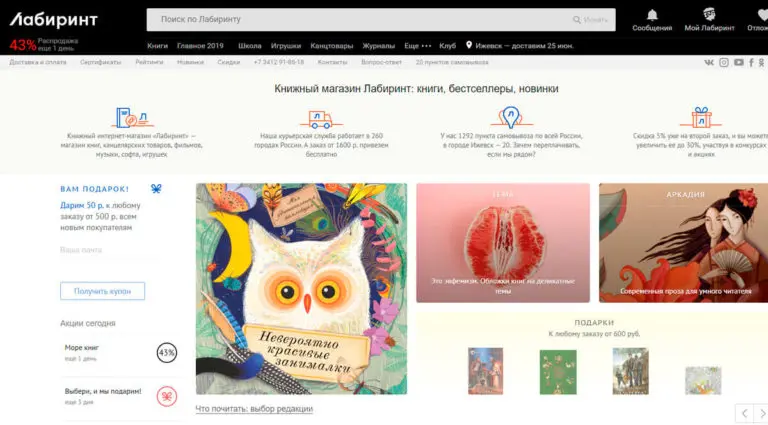 Лабиринт
Поиск по Лабиринту
Искать
Сообщения
Мой Лабиринт
Отлож
43% Распродажа
еще 1 день
Книги Главное 2019 Школа Игрушки Канцтовары Журналы Еще ••• Клуб Ижевск — доставим 25 июн.
Доставка и оплата Сертификаты Рейтинги Новинки Скидки +7 3412 91-86-18 Контакты Вопрос-ответ 20 пунктов самовывоза
Книжный магазин Лабиринт: книги, бестселлеры, новинки
Книжный интернет-магазин «Лабиринт» —
магазин книг, канцелярских товаров, фильмов,
музыки, софта, игрушек
Наша курьерская служба работает в 260
городах России. А заказ от 1600 р. привезем
бесплатно
У нас 1292 пункта самовывоза по всей России,
в городе Ижевск — 20. Зачем переплачивать,
если мы рядом?
Скидка 5% уже на второй заказ, и вы можете
увеличить её до 30%, участвуя в конкурсах
и акциях
ВАМ ПОДАРОК!
Дарим 50 р. к любому
заказу от 500 р. всем
новым покупателям
Ваша почта
Получить купон
Акции сегодня
Море книг
еще 1 день
43%
Выбери, и мы подарим!
еще 3 дня
Невероятно
красивые
занималки
Что почитать: выбор редакции
ТЕМА
Это эвфемизм. Обложки книг на деликатные
темы
АРКАДИЯ
Современная проза для умного читателя
ПОДАРКИ
К любому заказу от 600 руб.